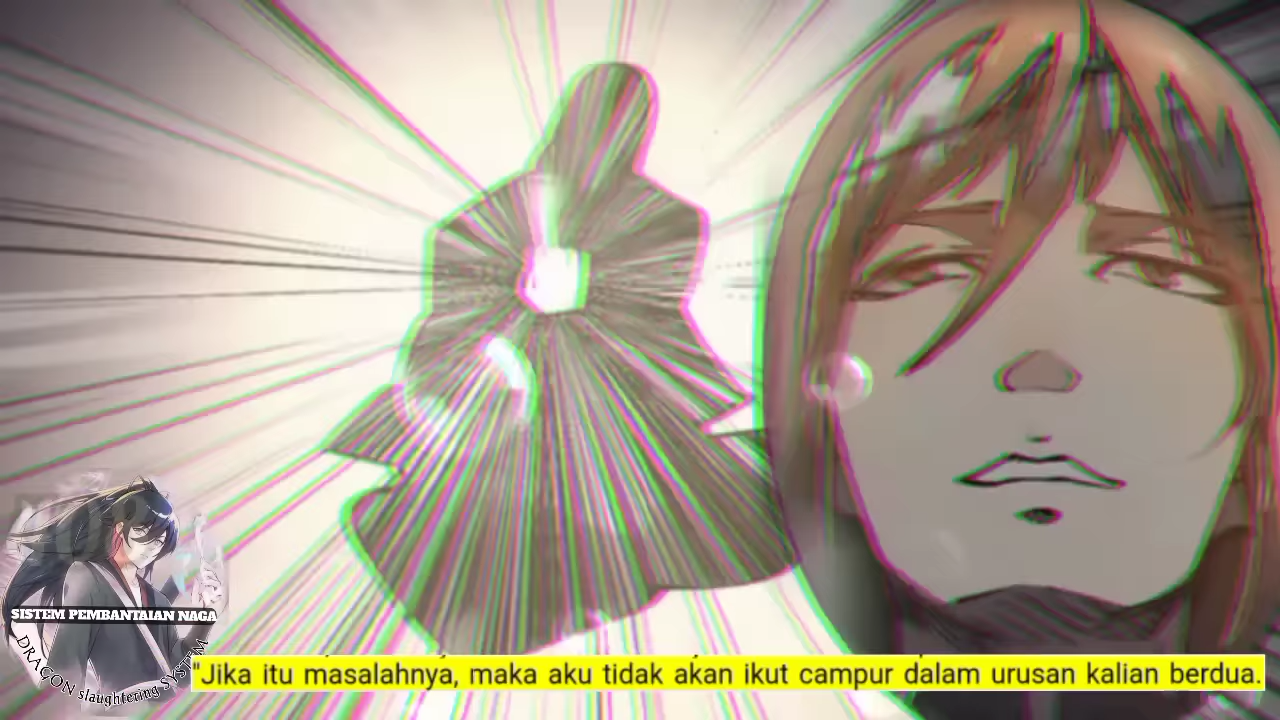 SISTEM PEMBANTAIAN NAGA
DRAGON slaughtering SYSTEM
"Jika itu masalahnya, maka aku tidak akan ikut campur dalam urusan kalian berdua.